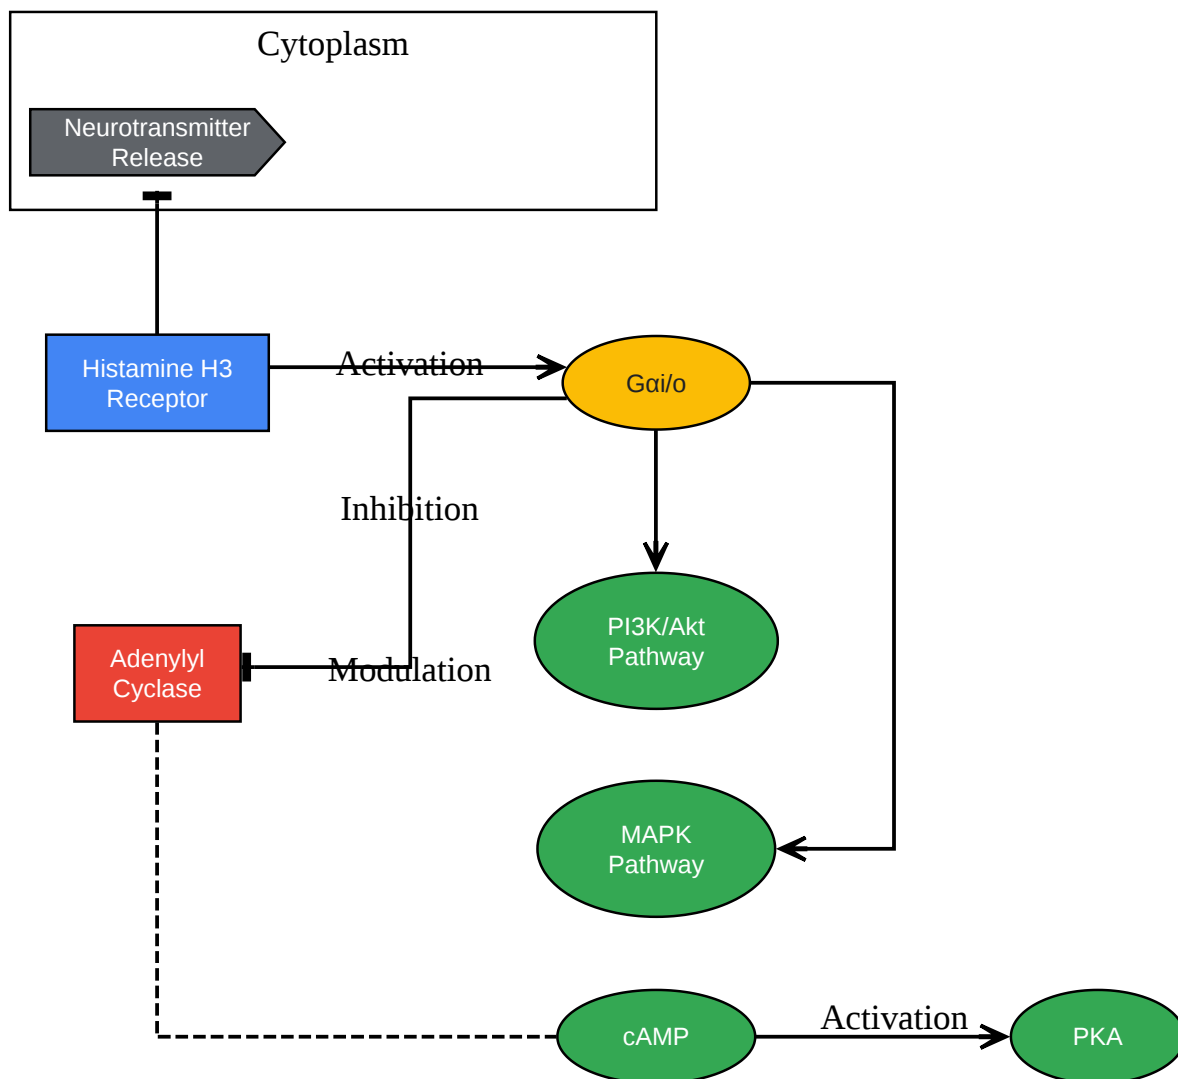 Cytoplasm
Neurotransmitter
Release
Histamine H3
Receptor
Activation
Gαi/o
Inhibition
PI3K/Akt
Pathway
Adenylyl
Cyclase
Modulation
MAPK
Pathway
cAMP
Activation
PKA